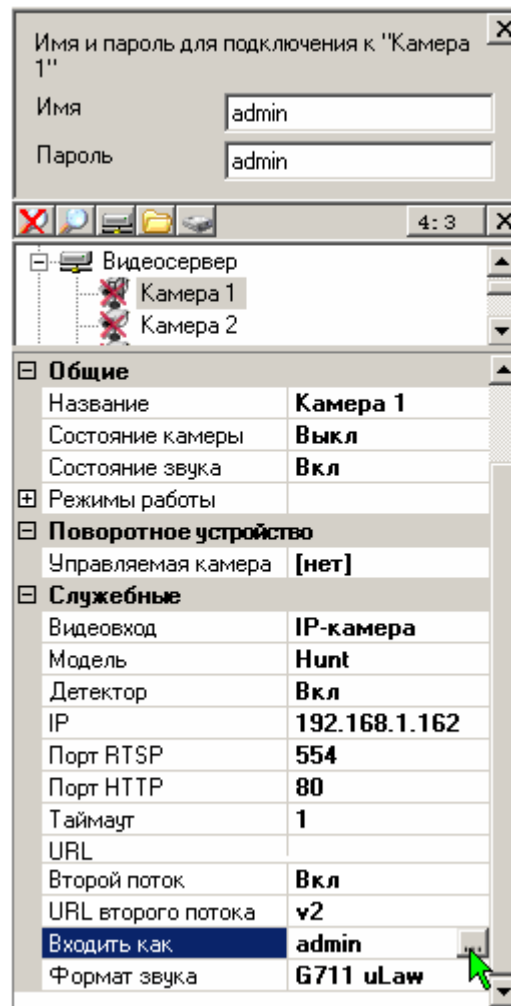 Имя и пароль для подключения к "Камера
1"
Имя admin
Пароль admin
4:3
Видеосервер
Камера 1
Камера 2
Общие
Название Камера 1
Состояние камеры Выкл
Состояние звука Вкл
Режимы работы
Поворотное устройство
Управляемая камера [нет]
Служебные
Видеовход IP-камера
Модель Hunt
Детектор Вкл
IP 192.168.1.162
Порт RTSP 554
Порт HTTP 80
Таймаут 1
URL
Второй поток Вкл
URL второго потока v2
Входить как admin ...
Формат звука G711 uLaw